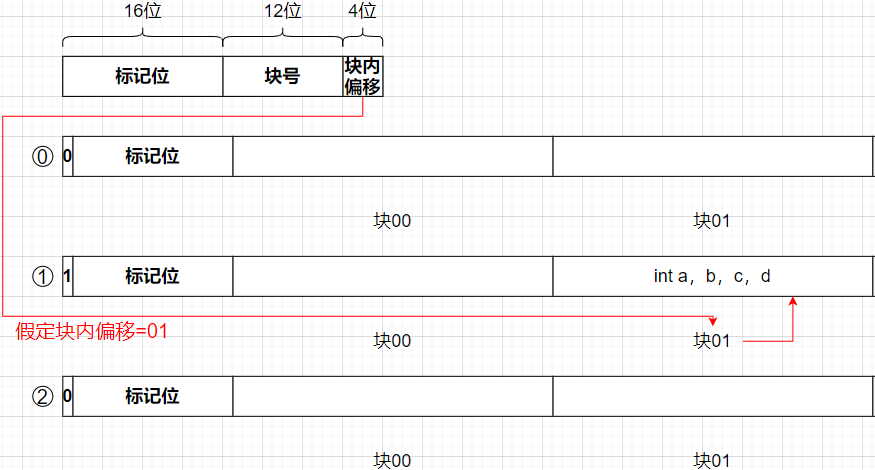 16位 12位 4位
标记位 块号 块内偏移
⓪ 0 标记位
块00 块01
① 1 标记位 int a，b，c，d
假定块内偏移=01
块00 块01
② 0 标记位
块00 块01